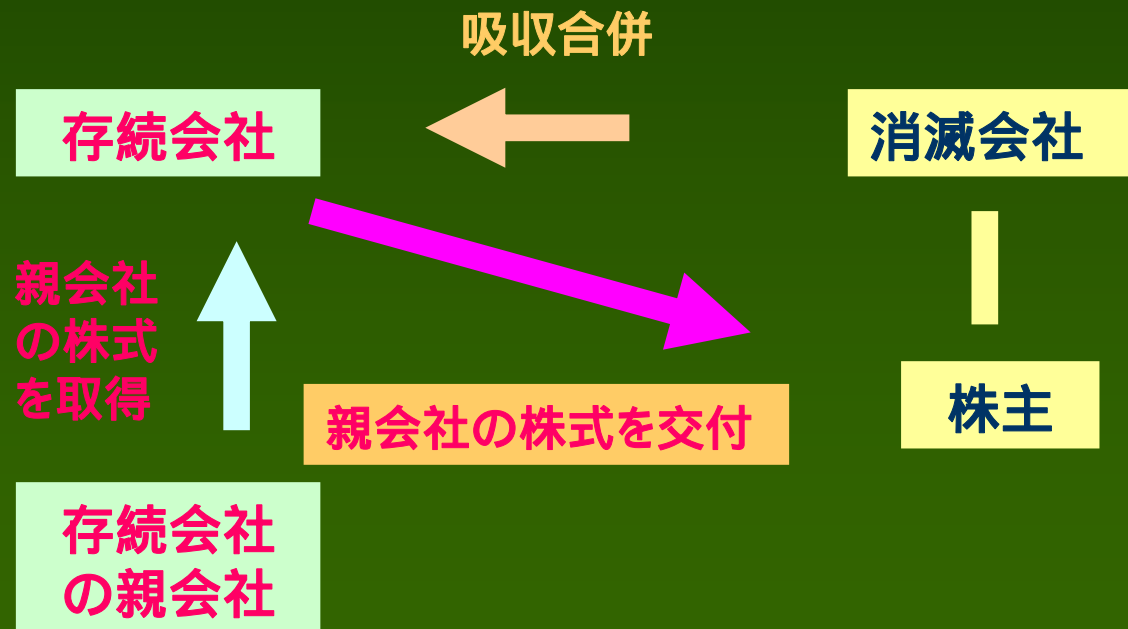 吸収合併
存続会社
消滅会社
親会社
の株式
を取得
親会社の株式を交付
株主
存続会社
の親会社